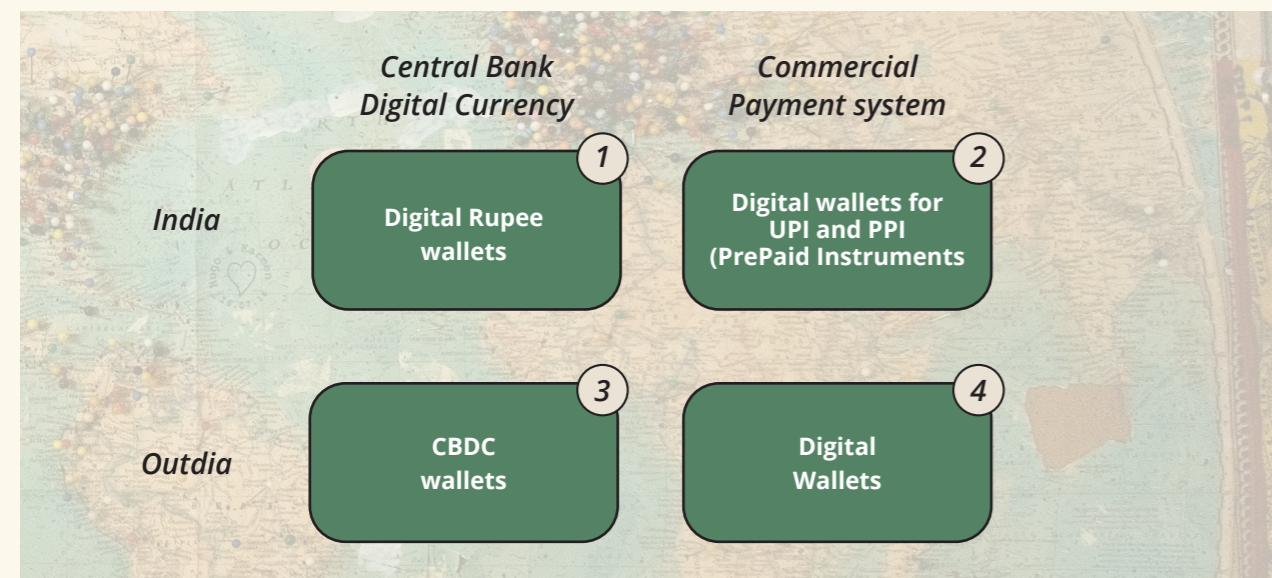 Central Bank
Digital Currency
Commercial
Payment system
1
2
India
Digital Rupee
wallets
Digital wallets for
UPI and PPI
(PrePaid Instruments
3
4
Outdia
CBDC
wallets
Digital
Wallets